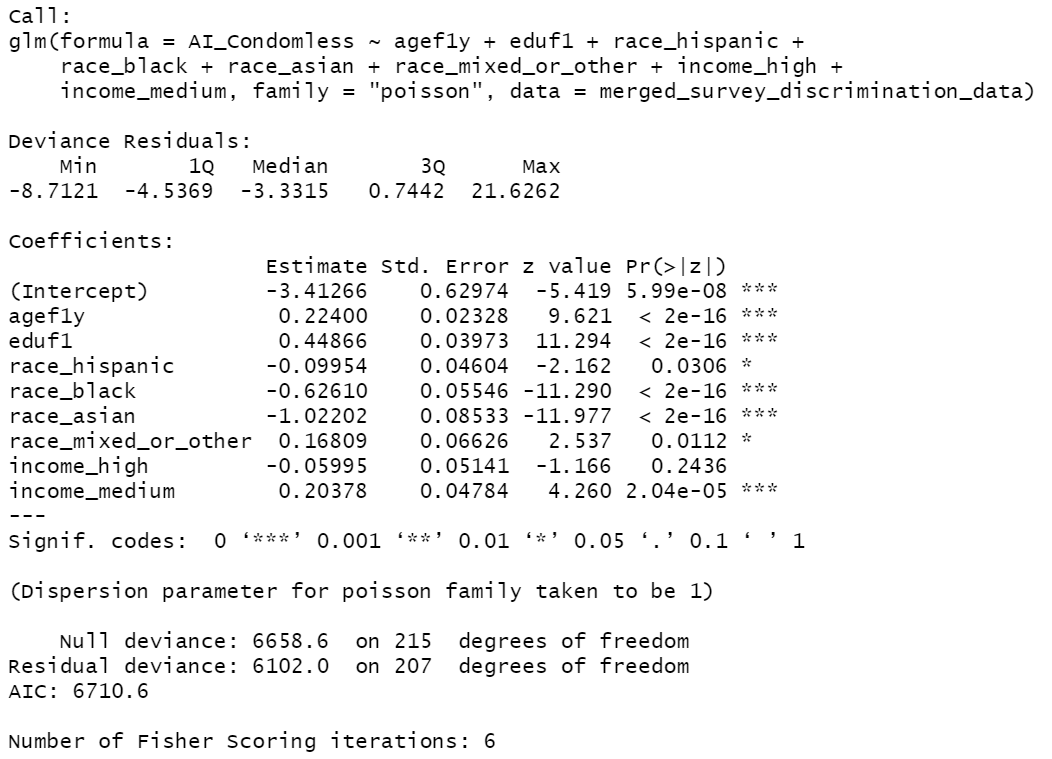 Call:
glm(formula = AI_Condomless ~ agef1y + eduf1 + race_hispanic +
    race_black + race_asian + race_mixed_or_other + income_high +
    income_medium, family = "poisson", data = merged_survey_discrimination_data)

Deviance Residuals:
    Min       1Q   Median       3Q      Max
-8.7121  -4.5369  -3.3315   0.7442  21.6262

Coefficients:
                    Estimate Std. Error z value Pr(>|z|)
(Intercept)         -3.41266    0.62974  -5.419 5.99e-08 ***
agef1y               0.22400    0.02328   9.621  < 2e-16 ***
eduf1                0.44866    0.03973  11.294  < 2e-16 ***
race_hispanic       -0.09954    0.04604  -2.162   0.0306 *
race_black          -0.62610    0.05546 -11.290  < 2e-16 ***
race_asian          -1.02202    0.08533 -11.977  < 2e-16 ***
race_mixed_or_other  0.16809    0.06626   2.537   0.0112 *
income_high         -0.05995    0.05141  -1.166   0.2436
income_medium        0.20378    0.04784   4.260 2.04e-05 ***
---
Signif. codes:  0 ‘***’ 0.001 ‘**’ 0.01 ‘*’ 0.05 ‘.’ 0.1 ‘ ’ 1

(Dispersion parameter for poisson family taken to be 1)

    Null deviance: 6658.6  on 215  degrees of freedom
Residual deviance: 6102.0  on 207  degrees of freedom
AIC: 6710.6

Number of Fisher Scoring iterations: 6